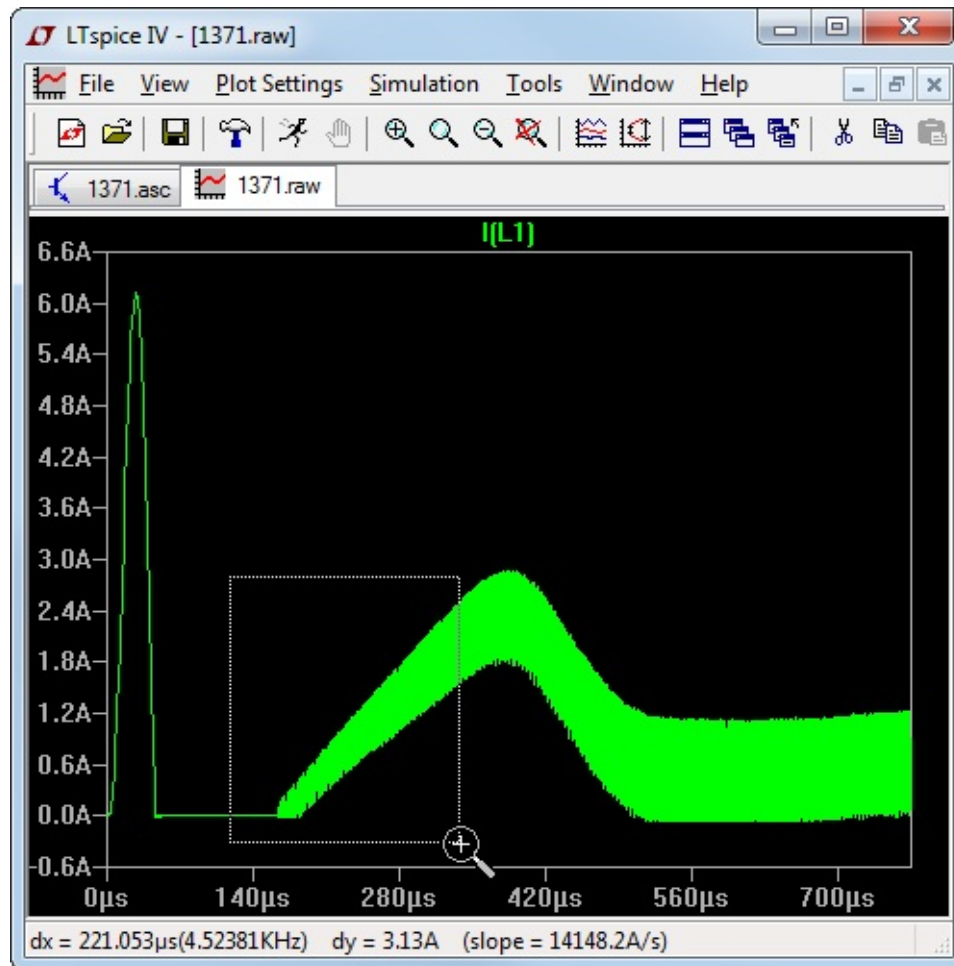 LTspice IV - [1371.raw]
File View Plot Settings Simulation Tools Window Help
1371.asc 1371.raw
I(L1)
6.6A
6.0A
5.4A
4.8A
4.2A
3.6A
3.0A
2.4A
1.8A
1.2A
0.6A
0.0A
-0.6A
0µs 140µs 280µs 420µs 560µs 700µs
dx = 221.053µs(4.52381KHz) dy = 3.13A (slope = 14148.2A/s)